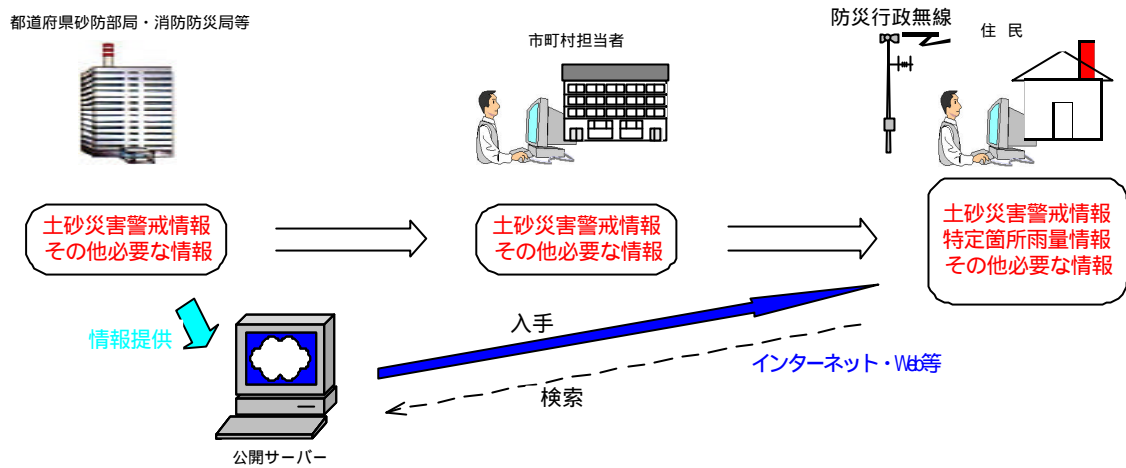 都道府県砂防部局・消防防災局等
市町村担当者
防災行政無線
住 民
土砂災害警戒情報
その他必要な情報
土砂災害警戒情報
その他必要な情報
土砂災害警戒情報
特定箇所雨量情報
その他必要な情報
情報提供
入手
インターネット・Web等
検索
公開サーバー